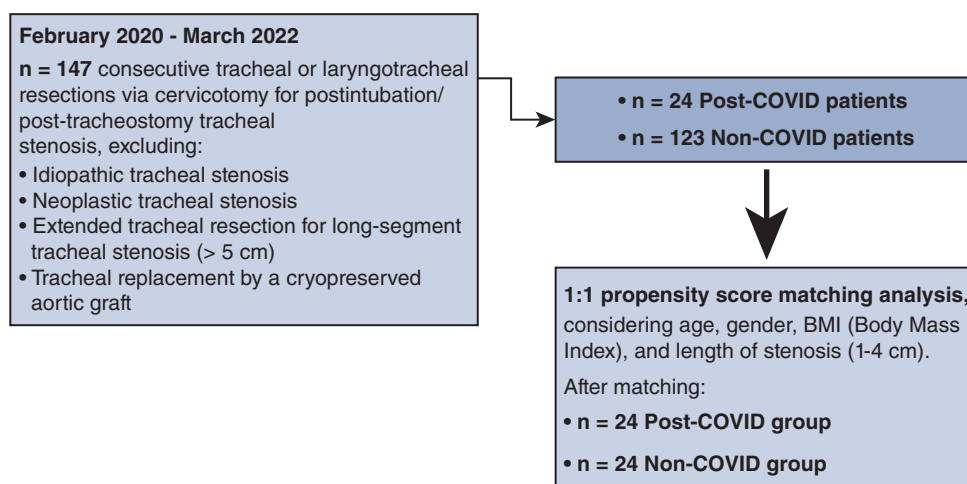 February 2020 - March 2022
n = 147 consecutive tracheal or laryngotracheal
resections via cervicotomy for postintubation/
post-tracheostomy tracheal
stenosis, excluding:
• Idiopathic tracheal stenosis
• Neoplastic tracheal stenosis
• Extended tracheal resection for long-segment
tracheal stenosis (> 5 cm)
• Tracheal replacement by a cryopreserved
aortic graft
• n = 24 Post-COVID patients
• n = 123 Non-COVID patients
1:1 propensity score matching analysis,
considering age, gender, BMI (Body Mass
Index), and length of stenosis (1-4 cm).
After matching:
• n = 24 Post-COVID group
• n = 24 Non-COVID group